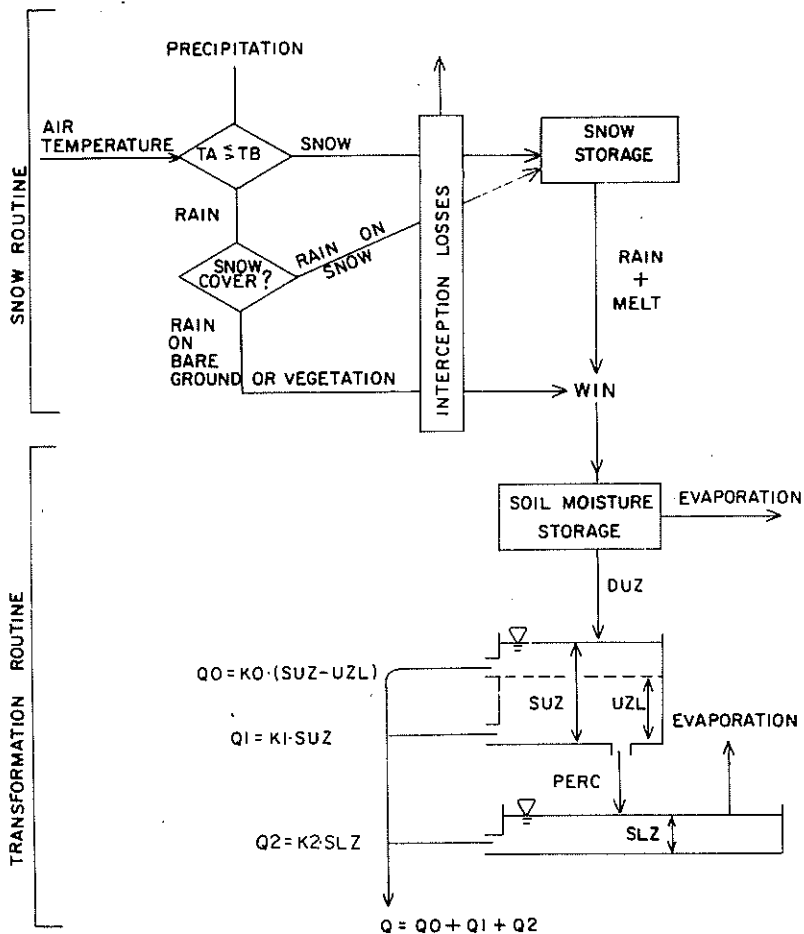 PRECIPITATION
AIR
TEMPERATURE
TA ≤ TB
SNOW
SNOW
STORAGE
RAIN
SNOW
COVER?
RAIN ON
SNOW
INTERCEPTION LOSSES
RAIN
+
MELT
RAIN
ON
BARE
GROUND OR VEGETATION
WIN
SNOW ROUTINE
SOIL MOISTURE
STORAGE
EVAPORATION
DUZ
Q0=K0·(SUZ-UZL)
SUZ
UZL
EVAPORATION
Q1=K1·SUZ
PERC
Q2=K2·SLZ
SLZ
TRANSFORMATION ROUTINE
Q=Q0+Q1+Q2